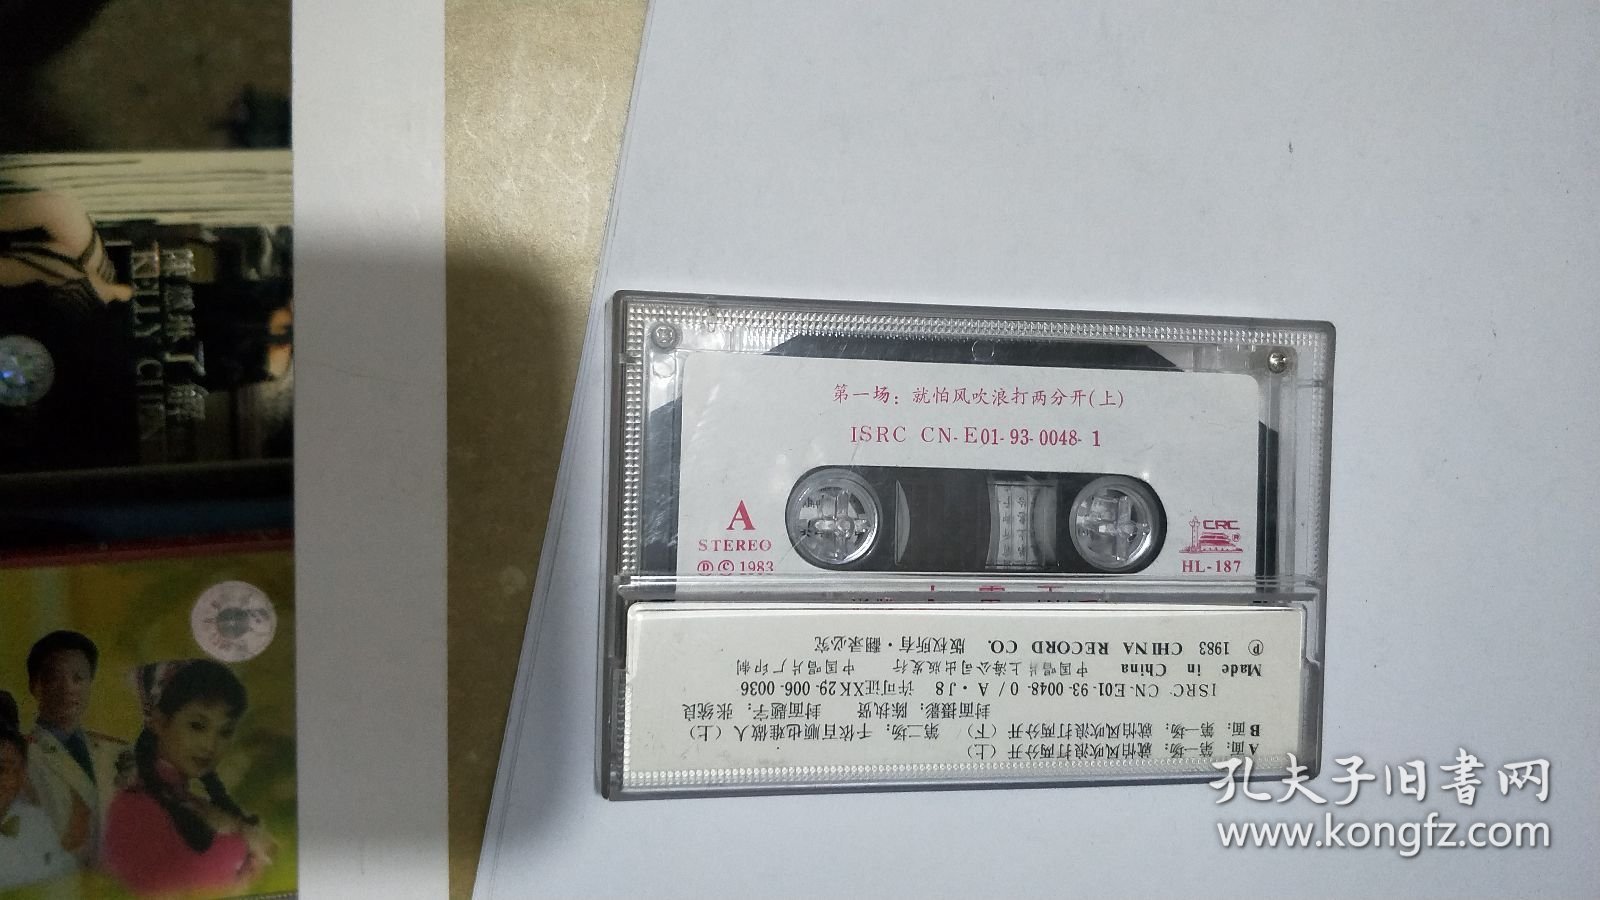 第一场：就怕风吹浪打两分开(上)
ISRC CN-E01-93-0048-1
A
STEREO
Ⓟ©1983
CRC
HL-187
A面：第一场：就怕风吹浪打两分开（上）
B面：第一场：就怕风吹浪打两分开（下） 第二场：千依百顺也难做人（上）
封面摄影：陈执贤 封面题字：张统良
ISRC CN-E01-93-0048-0/A·J8 许可证XK29-006-0036
Made in China 中国唱片上海公司出版发行 中国唱片厂印制
Ⓟ 1983 CHINA RECORD CO. 版权所有·翻录必究
KELLY CHEN
孔夫子旧書网
www.kongfz.com